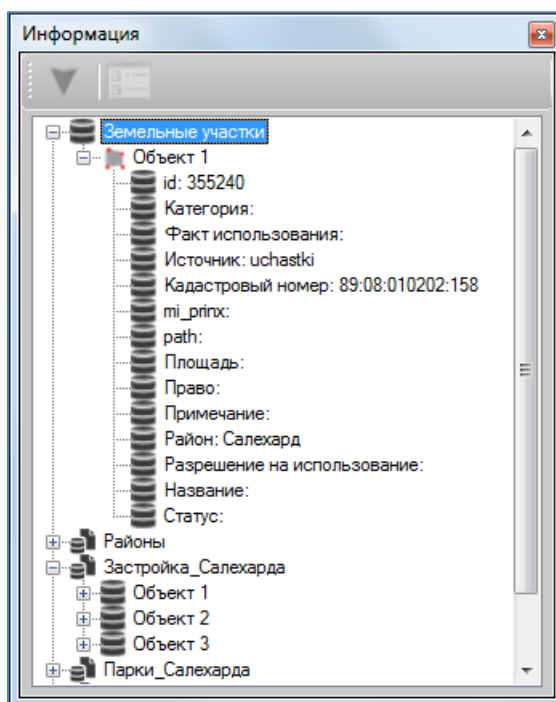 Информация
Земельные участки
Объект 1
id: 355240
Категория:
Факт использования:
Источник: uchastki
Кадастровый номер: 89:08:010202:158
mi_prinx:
path:
Площадь:
Право:
Примечание:
Район: Салехард
Разрешение на использование:
Название:
Статус:
Районы
Застройка_Салехарда
Объект 1
Объект 2
Объект 3
Парки_Салехарда